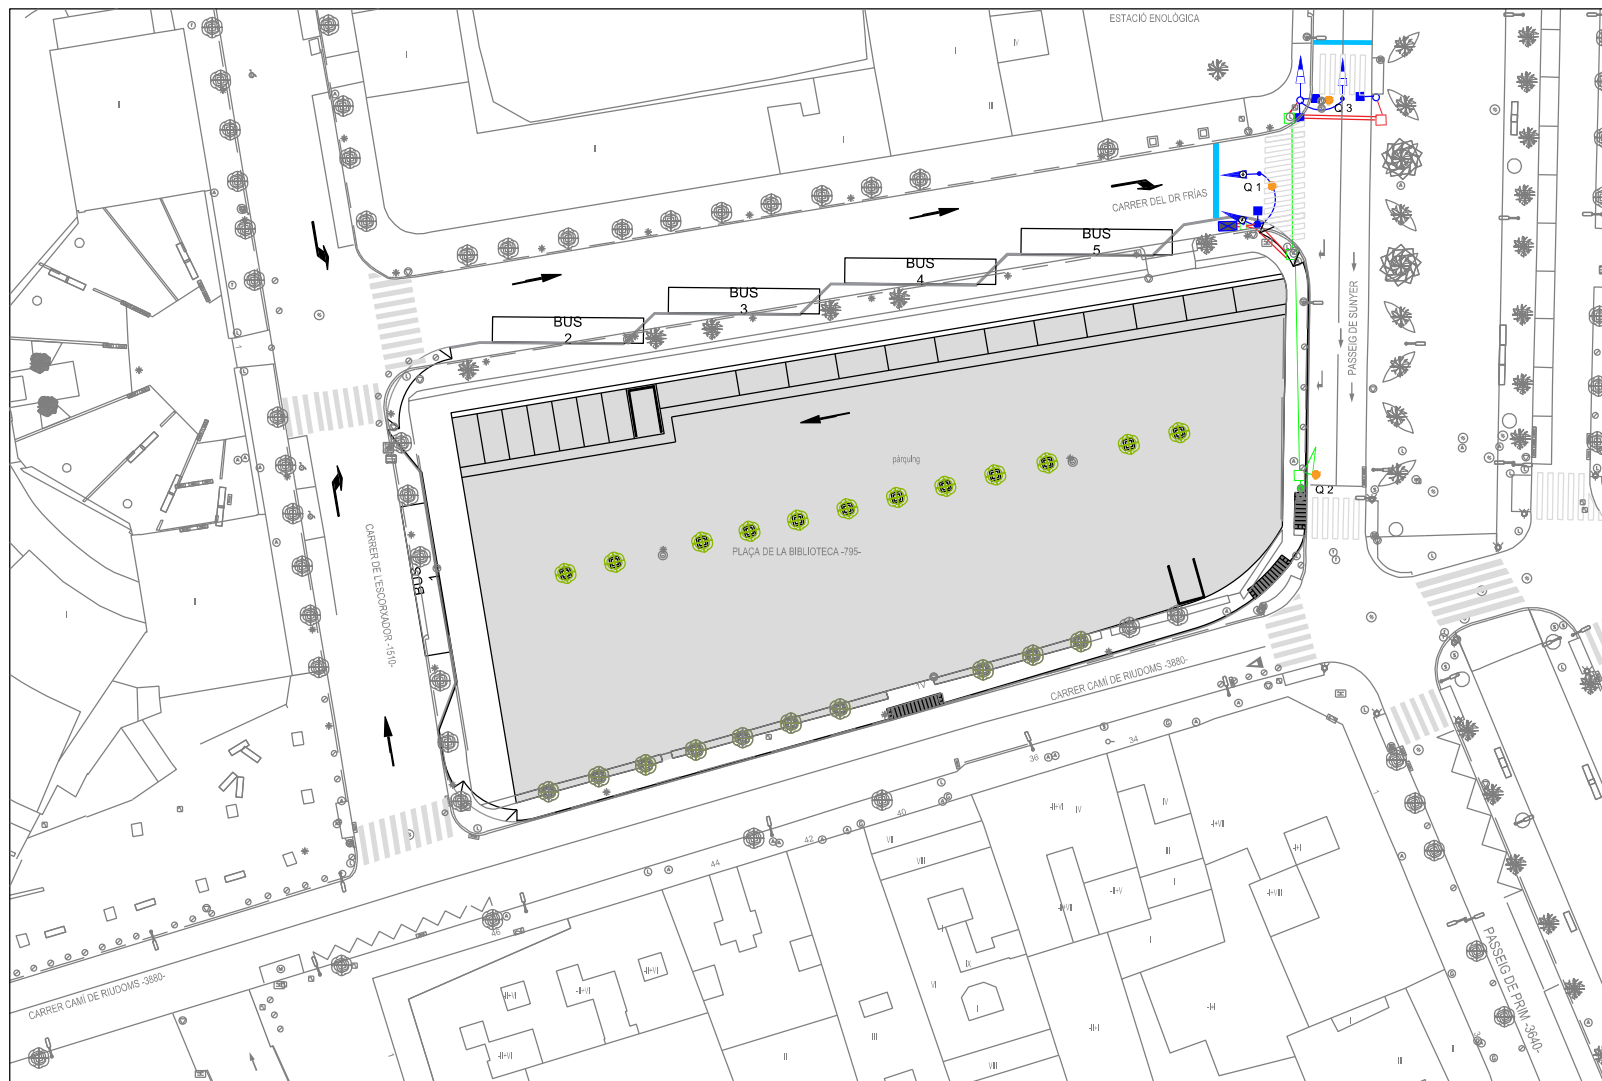 ESTACIÓ ENOLÒGICA
Q 3
Q 1
CARRER DEL DR FRÍAS
BUS
5
BUS
4
BUS
3
BUS
2
PASSEIG DE SUNYER
pàrquing
Q 2
PLAÇA DE LA BIBLIOTECA -795-
BUS
1
CARRER DE L'ESCORXADOR -1510-
CARRER CAMÍ DE RIUDOMS -3880-
34
36
40
42
44
46
CARRER CAMÍ DE RIUDOMS -3880-
PASSEIG DE PRIM -3640-